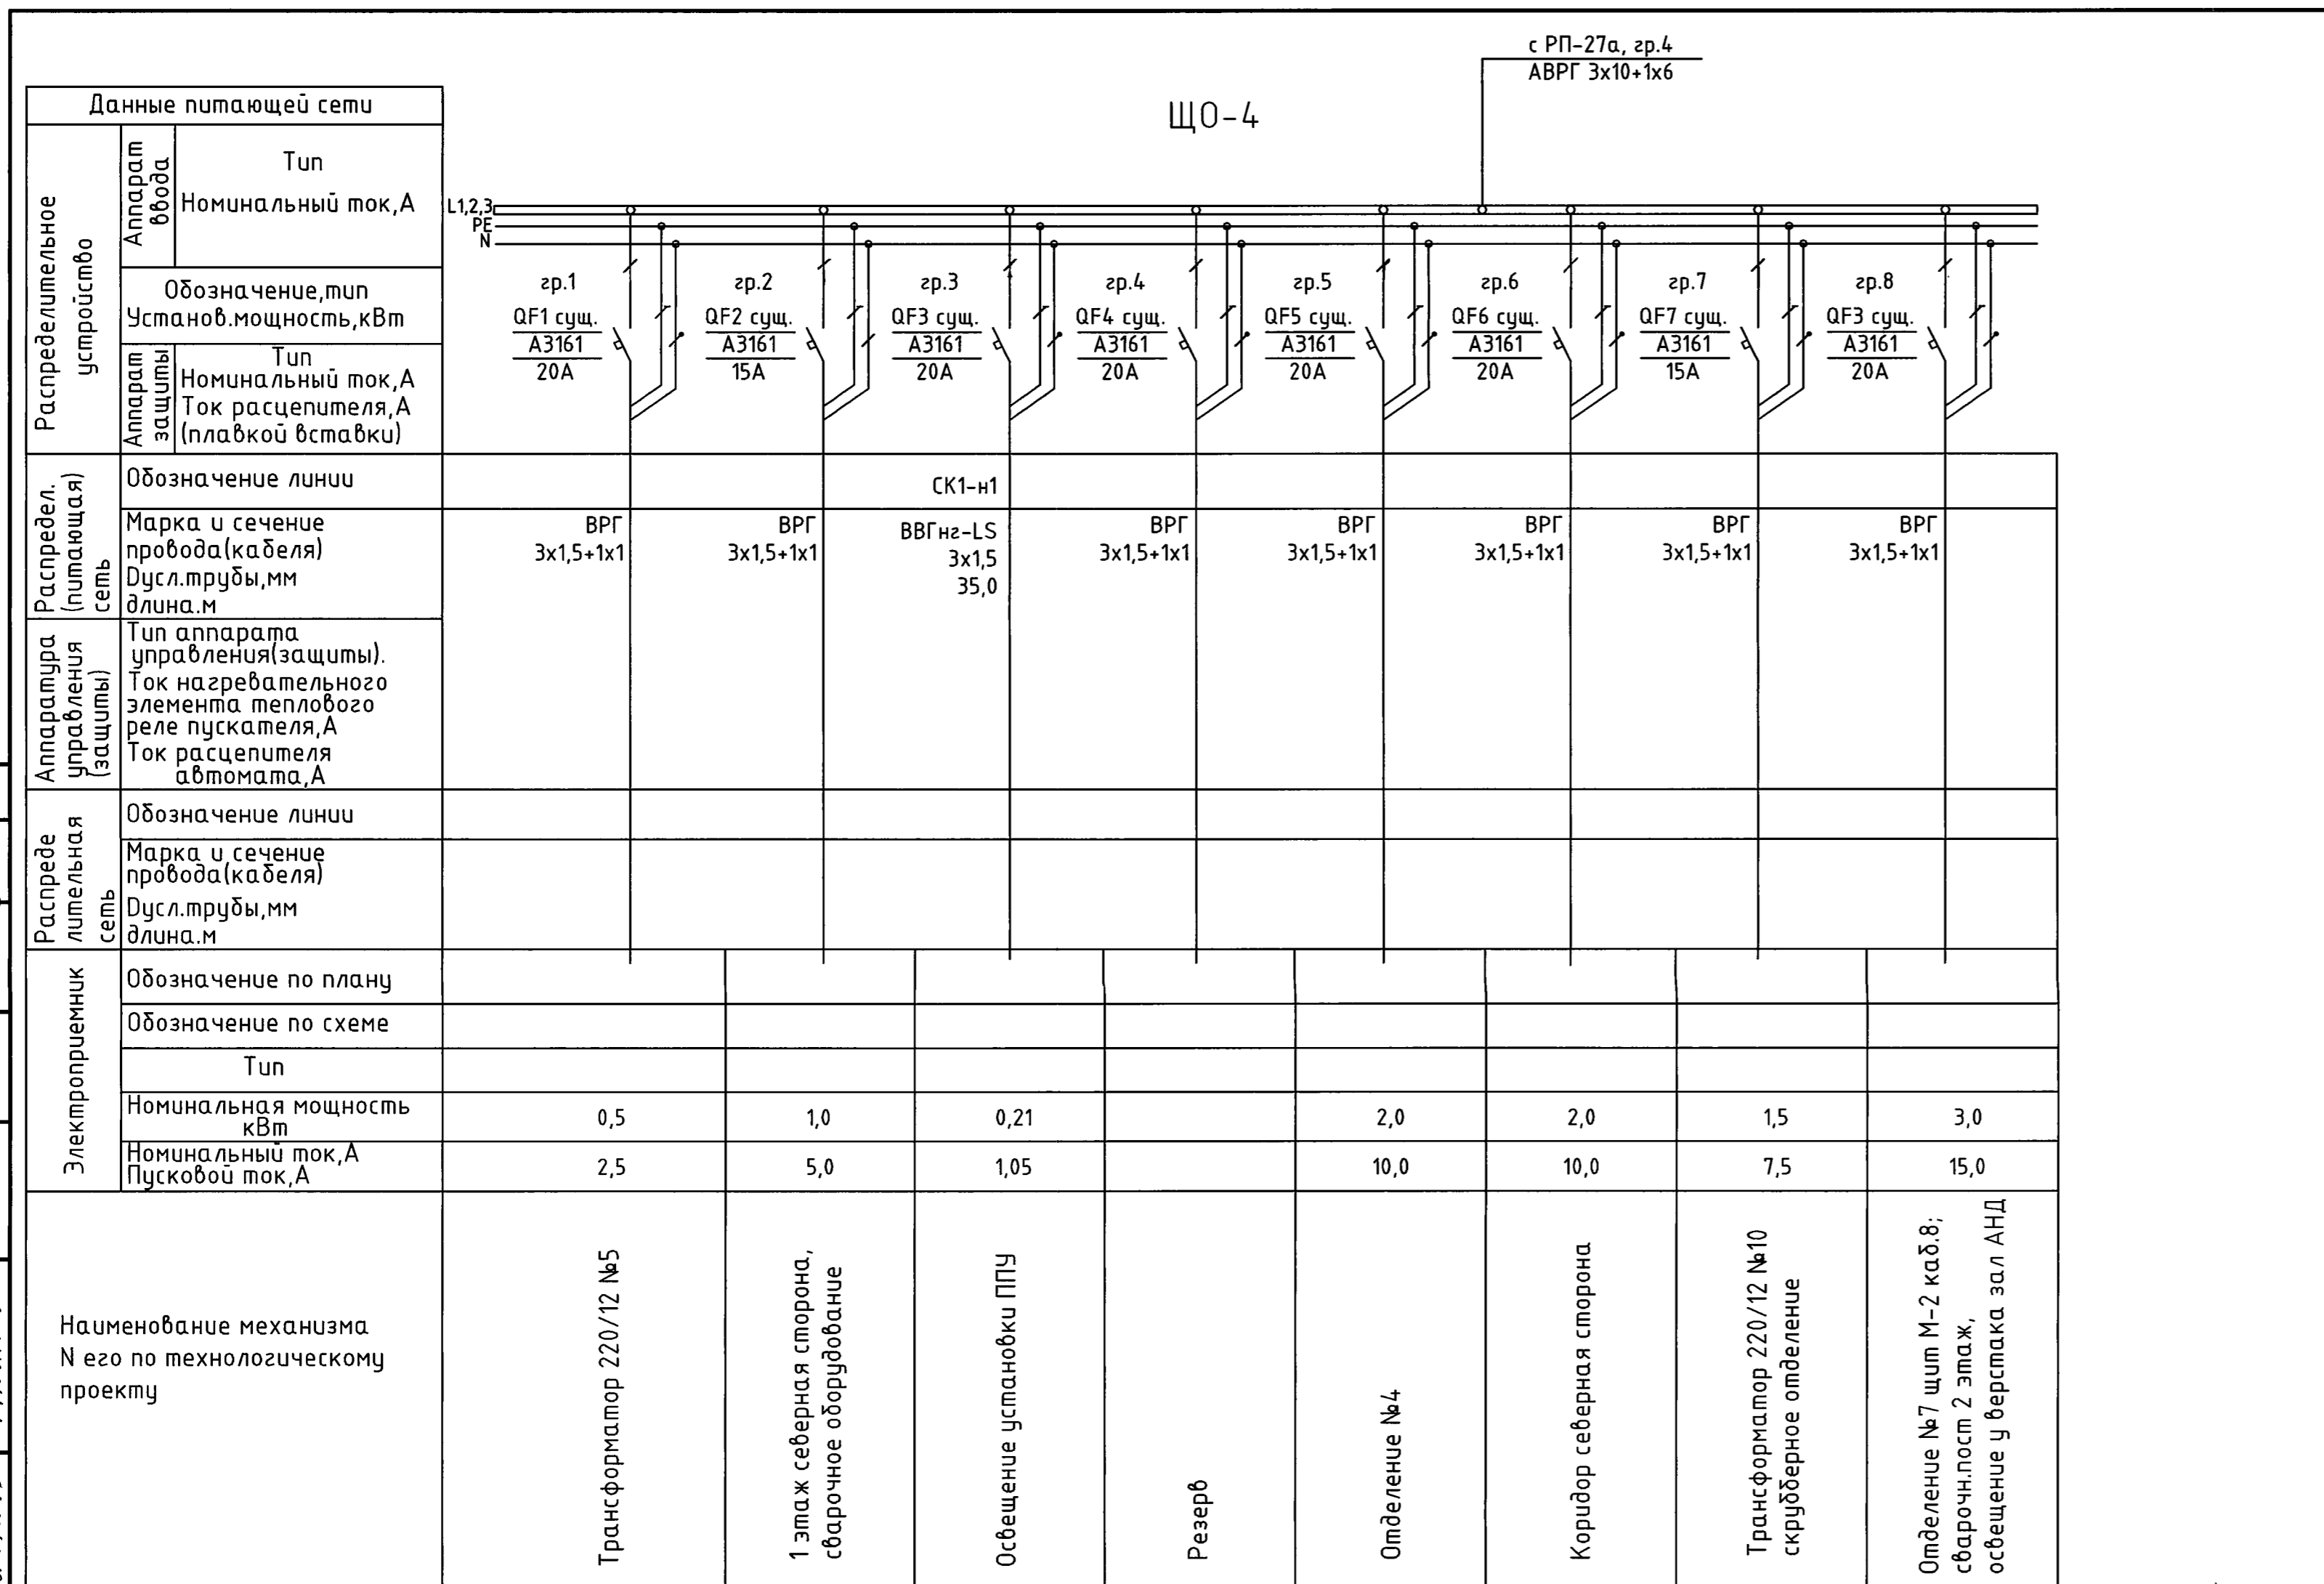 с РП-27а, гр.4
АВРГ 3х10+1х6
ЩО-4
Данные питающей сети
Распределительное
устройство
Аппарат
ввода
Тип
Номинальный ток,А
Обозначение,тип
Установ.мощность,кВт
Аппарат
защиты
Тип
Номинальный ток,А
Ток расцепителя,А
(плавкой вставки)
L1,2,3
PE
N
гр.1
QF1 сущ.
А3161
20А
гр.2
QF2 сущ.
А3161
15А
гр.3
QF3 сущ.
А3161
20А
гр.4
QF4 сущ.
А3161
20А
гр.5
QF5 сущ.
А3161
20А
гр.6
QF6 сущ.
А3161
20А
гр.7
QF7 сущ.
А3161
15А
гр.8
QF3 сущ.
А3161
20А
Распредел.
(питающая)
сеть
Обозначение линии
СК1-н1
Марка и сечение
провода(кабеля)
Dусл.трубы,мм
длина.м
ВРГ
3х1,5+1х1
ВРГ
3х1,5+1х1
ВВГнг-LS
3х1,5
35,0
ВРГ
3х1,5+1х1
ВРГ
3х1,5+1х1
ВРГ
3х1,5+1х1
ВРГ
3х1,5+1х1
ВРГ
3х1,5+1х1
Аппаратура
управления
(защиты)
Тип аппарата
управления(защиты).
Ток нагревательного
элемента теплового
реле пускателя,А
Ток расцепителя
автомата,А
Распреде
лительная
сеть
Обозначение линии
Марка и сечение
провода(кабеля)
Dусл.трубы,мм
длина.м
Электроприемник
Обозначение по плану
Обозначение по схеме
Тип
Номинальная мощность
кВт
0,5
1,0
0,21
2,0
2,0
1,5
3,0
Номинальный ток,А
Пусковой ток,А
2,5
5,0
1,05
10,0
10,0
7,5
15,0
Наименование механизма
N его по технологическому
проекту
Трансформатор 220/12 №5
1 этаж северная сторона,
сварочное оборудование
Освещение установки ППУ
Резерв
Отделение №4
Коридор северная сторона
Трансформатор 220/12 №10
скрубберное отделение
Отделение №7 щит М-2 каб.8;
сварочн.пост 2 этаж,
освещение у верстака зал АНД